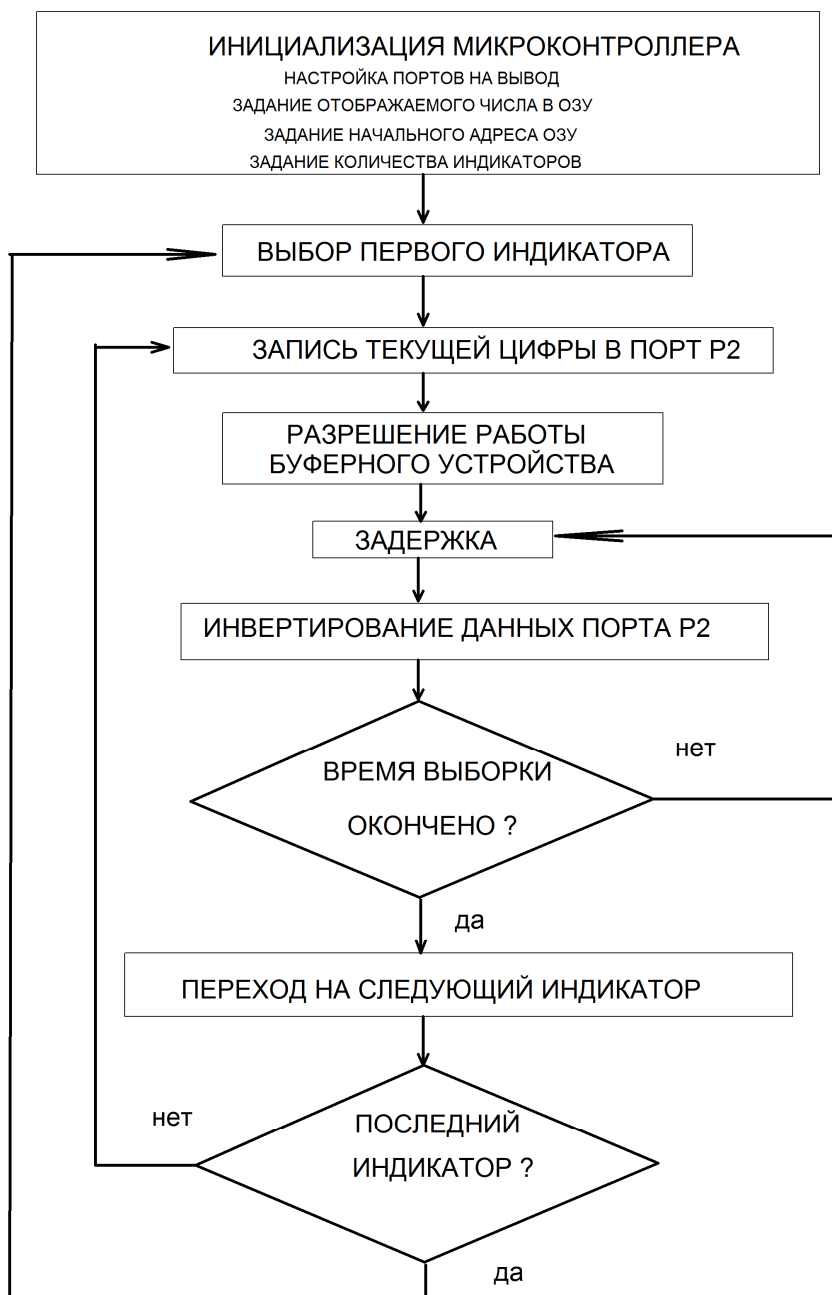 ИНИЦИАЛИЗАЦИЯ МИКРОКОНТРОЛЛЕРА
НАСТРОЙКА ПОРТОВ НА ВЫВОД
ЗАДАНИЕ ОТОБРАЖАЕМОГО ЧИСЛА В ОЗУ
ЗАДАНИЕ НАЧАЛЬНОГО АДРЕСА ОЗУ
ЗАДАНИЕ КОЛИЧЕСТВА ИНДИКАТОРОВ
ВЫБОР ПЕРВОГО ИНДИКАТОРА
ЗАПИСЬ ТЕКУЩЕЙ ЦИФРЫ В ПОРТ Р2
РАЗРЕШЕНИЕ РАБОТЫ
БУФЕРНОГО УСТРОЙСТВА
ЗАДЕРЖКА
ИНВЕРТИРОВАНИЕ ДАННЫХ ПОРТА Р2
нет
ВРЕМЯ ВЫБОРКИ
ОКОНЧЕНО ?
да
ПЕРЕХОД НА СЛЕДУЮЩИЙ ИНДИКАТОР
нет
ПОСЛЕДНИЙ
ИНДИКАТОР ?
да